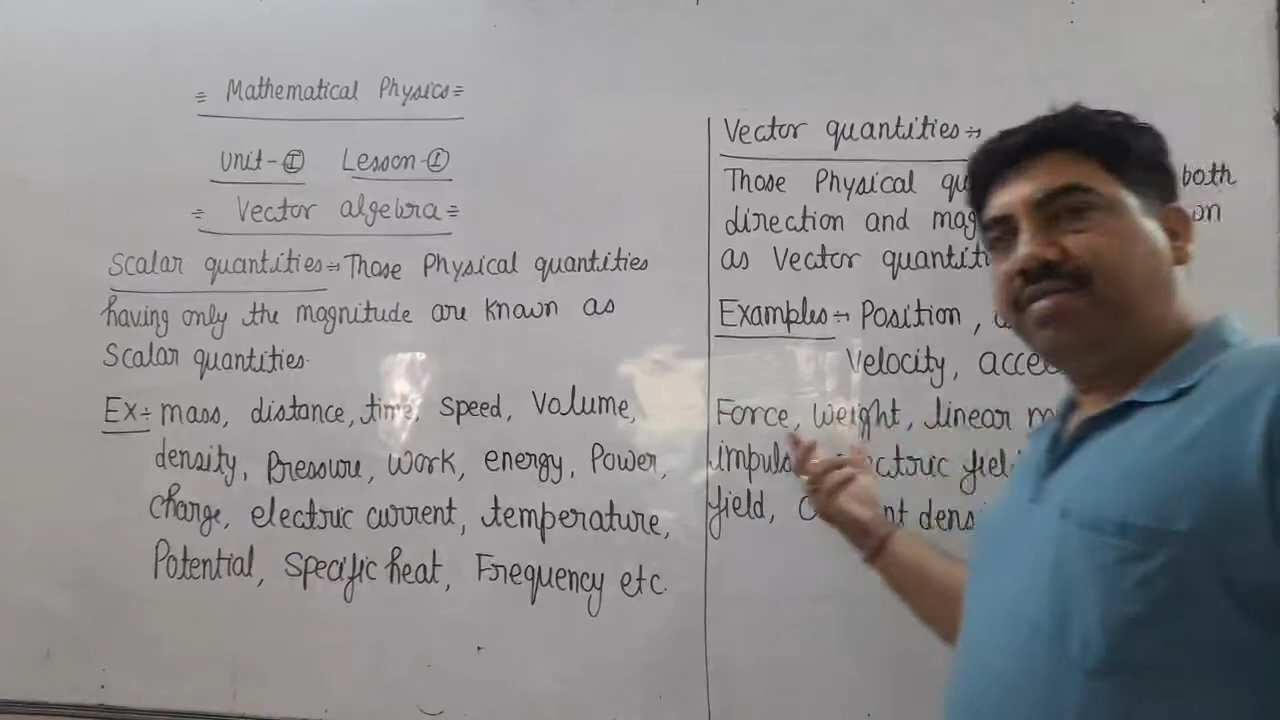 = Mathematical Physics =
Unit-① Lesson-①
= Vector algebra =
Scalar quantities → Those Physical quantities
having only the magnitude are known as
Scalar quantities.
Ex÷ mass, distance, time, Speed, Volume,
density, Pressure, Work, energy, Power,
charge, electric current, temperature,
Potential, Specific heat, Frequency etc.
Vector quantities →
Those Physical both
direction and
as Vector
Examples → Position,
Velocity,
Force, weight, linear
field,